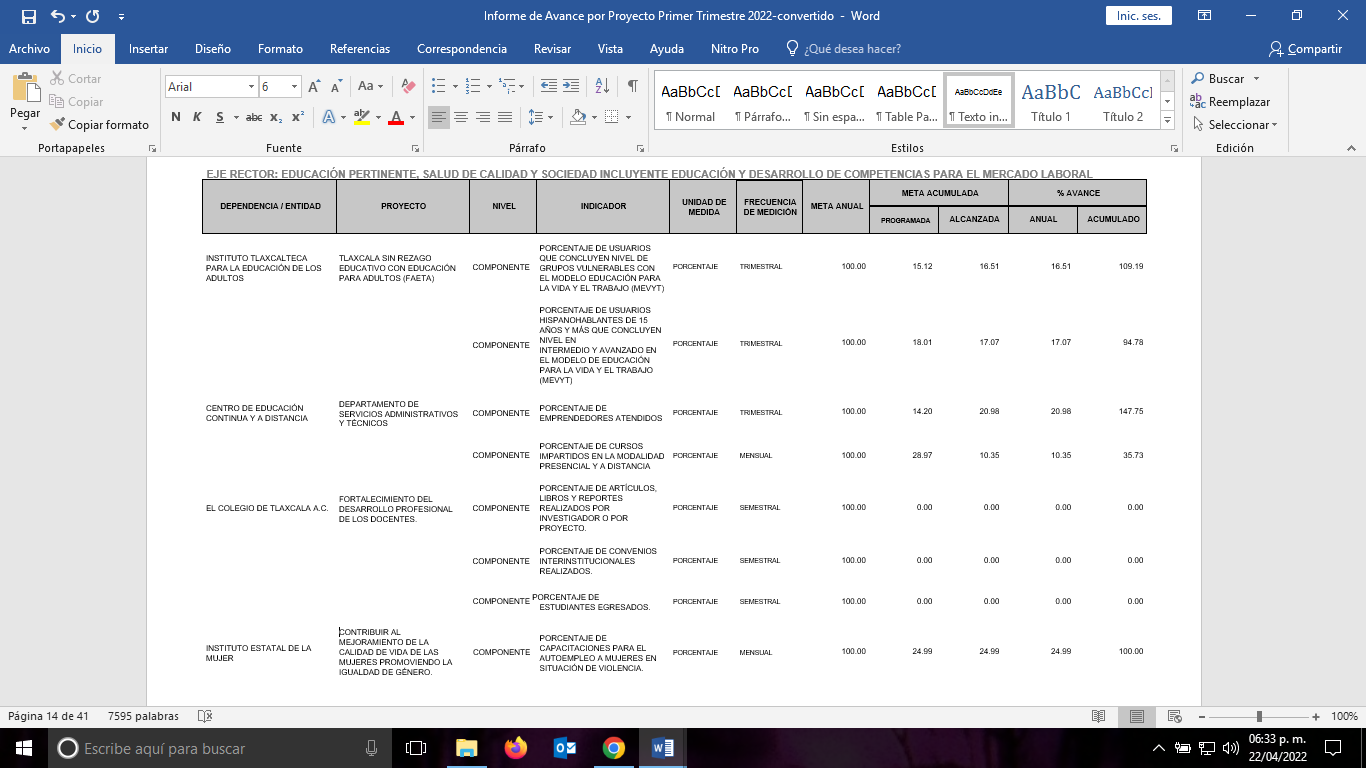 Informe de Avance por Proyecto Primer Trimestre 2022-convertido - Word
Inic. ses.
Archivo Inicio Insertar Diseño Formato Referencias Correspondencia Revisar Vista Ayuda Nitro Pro ¿Qué desea hacer? Compartir
Pegar
Cortar
Copiar
Copiar formato
Portapapeles
Arial 6
Aa
N K S abc x₂ x² A A
Fuente
Párrafo
AaBbCcI AaBbCcI AaBbCcI AaBbCcI AaBbCcDdEe AaBbC AaBbCcI
¶ Normal ¶ Párrafo... ¶ Sin espa... ¶ Table Pa... ¶ Texto in... Título 1 Título 2
Estilos
Buscar
Reemplazar
Seleccionar
Edición
EJE RECTOR: EDUCACIÓN PERTINENTE, SALUD DE CALIDAD Y SOCIEDAD INCLUYENTE EDUCACIÓN Y DESARROLLO DE COMPETENCIAS PARA EL MERCADO LABORAL
DEPENDENCIA / ENTIDAD
PROYECTO
NIVEL
INDICADOR
UNIDAD DE
MEDIDA
FRECUENCIA
DE MEDICIÓN
META ANUAL
META ACUMULADA
PROGRAMADA
ALCANZADA
% AVANCE
ANUAL
ACUMULADO
INSTITUTO TLAXCALTECA
PARA LA EDUCACIÓN DE LOS
ADULTOS
TLAXCALA SIN REZAGO
EDUCATIVO CON EDUCACIÓN
PARA ADULTOS (FAETA)
COMPONENTE
PORCENTAJE DE USUARIOS
QUE CONCLUYEN NIVEL DE
GRUPOS VULNERABLES CON
EL MODELO EDUCACIÓN PARA
LA VIDA Y EL TRABAJO (MEVYT)
PORCENTAJE TRIMESTRAL 100.00 15.12 16.51 16.51 109.19
COMPONENTE
PORCENTAJE DE USUARIOS
HISPANOHABLANTES DE 15
AÑOS Y MÁS QUE CONCLUYEN
NIVEL EN
INTERMEDIO Y AVANZADO EN
EL MODELO DE EDUCACIÓN
PARA LA VIDA Y EL TRABAJO
(MEVYT)
PORCENTAJE TRIMESTRAL 100.00 18.01 17.07 17.07 94.78
CENTRO DE EDUCACIÓN
CONTINUA Y A DISTANCIA
DEPARTAMENTO DE
SERVICIOS ADMINISTRATIVOS
Y TÉCNICOS
COMPONENTE
PORCENTAJE DE
EMPRENDEDORES ATENDIDOS
PORCENTAJE TRIMESTRAL 100.00 14.20 20.98 20.98 147.75
COMPONENTE
PORCENTAJE DE CURSOS
IMPARTIDOS EN LA MODALIDAD
PRESENCIAL Y A DISTANCIA
PORCENTAJE MENSUAL 100.00 28.97 10.35 10.35 35.73
EL COLEGIO DE TLAXCALA A.C.
FORTALECIMIENTO DEL
DESARROLLO PROFESIONAL
DE LOS DOCENTES.
COMPONENTE
PORCENTAJE DE ARTÍCULOS,
LIBROS Y REPORTES
REALIZADOS POR
INVESTIGADOR O POR
PROYECTO.
PORCENTAJE SEMESTRAL 100.00 0.00 0.00 0.00 0.00
COMPONENTE
PORCENTAJE DE CONVENIOS
INTERINSTITUCIONALES
REALIZADOS.
PORCENTAJE SEMESTRAL 100.00 0.00 0.00 0.00 0.00
COMPONENTE
PORCENTAJE DE
ESTUDIANTES EGRESADOS.
PORCENTAJE SEMESTRAL 100.00 0.00 0.00 0.00 0.00
INSTITUTO ESTATAL DE LA
MUJER
CONTRIBUIR AL
MEJORAMIENTO DE LA
CALIDAD DE VIDA DE LAS
MUJERES PROMOVIENDO LA
IGUALDAD DE GÉNERO.
COMPONENTE
PORCENTAJE DE
CAPACITACIONES PARA EL
AUTOEMPLEO A MUJERES EN
SITUACIÓN DE VIOLENCIA.
PORCENTAJE MENSUAL 100.00 24.99 24.99 24.99 100.00
Página 14 de 41 7595 palabras 100%
Escribe aquí para buscar
06:33 p. m.
22/04/2022